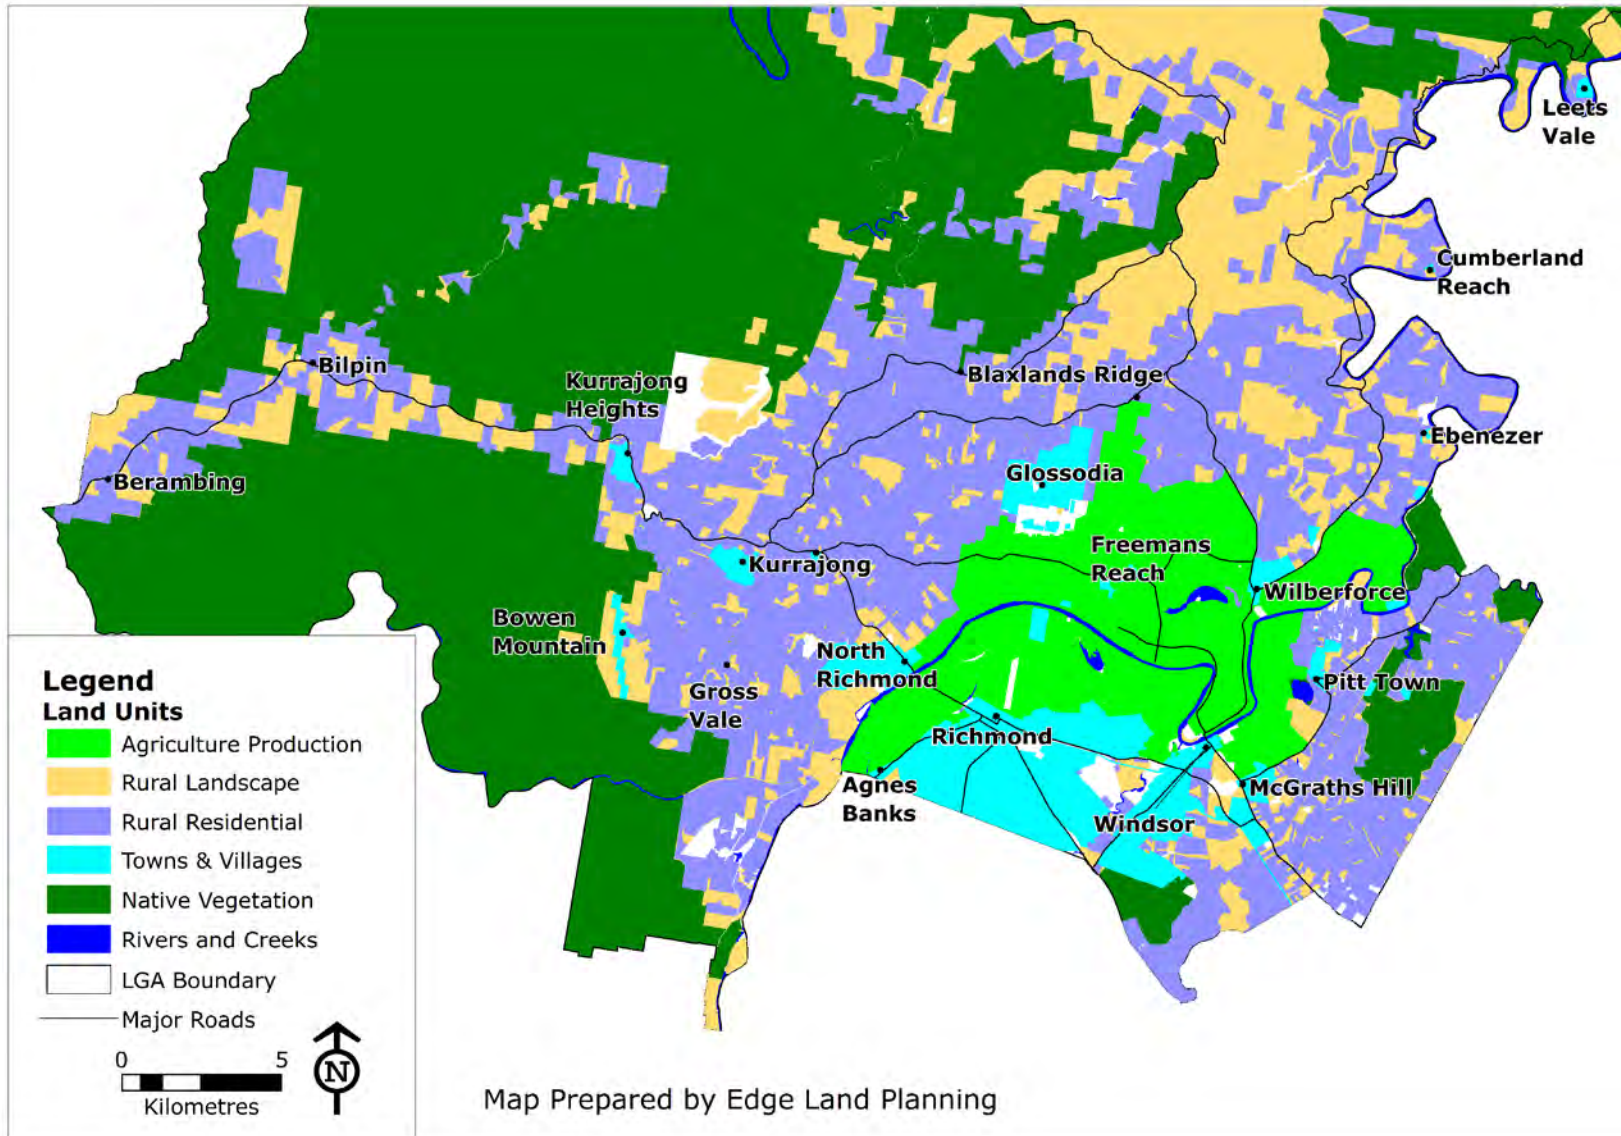 Leets
Vale
Cumberland
Reach
Bilpin
Kurrajong
Heights
Blaxlands Ridge
Ebenezer
Berambing
Glossodia
Freemans
Reach
Kurrajong
Wilberforce
Bowen
Mountain
North
Richmond
Gross
Vale
Pitt Town
Richmond
Agnes
Banks
McGraths Hill
Windsor
Legend
Land Units
Agriculture Production
Rural Landscape
Rural Residential
Towns & Villages
Native Vegetation
Rivers and Creeks
LGA Boundary
Major Roads
0 5
Kilometres
N
Map Prepared by Edge Land Planning